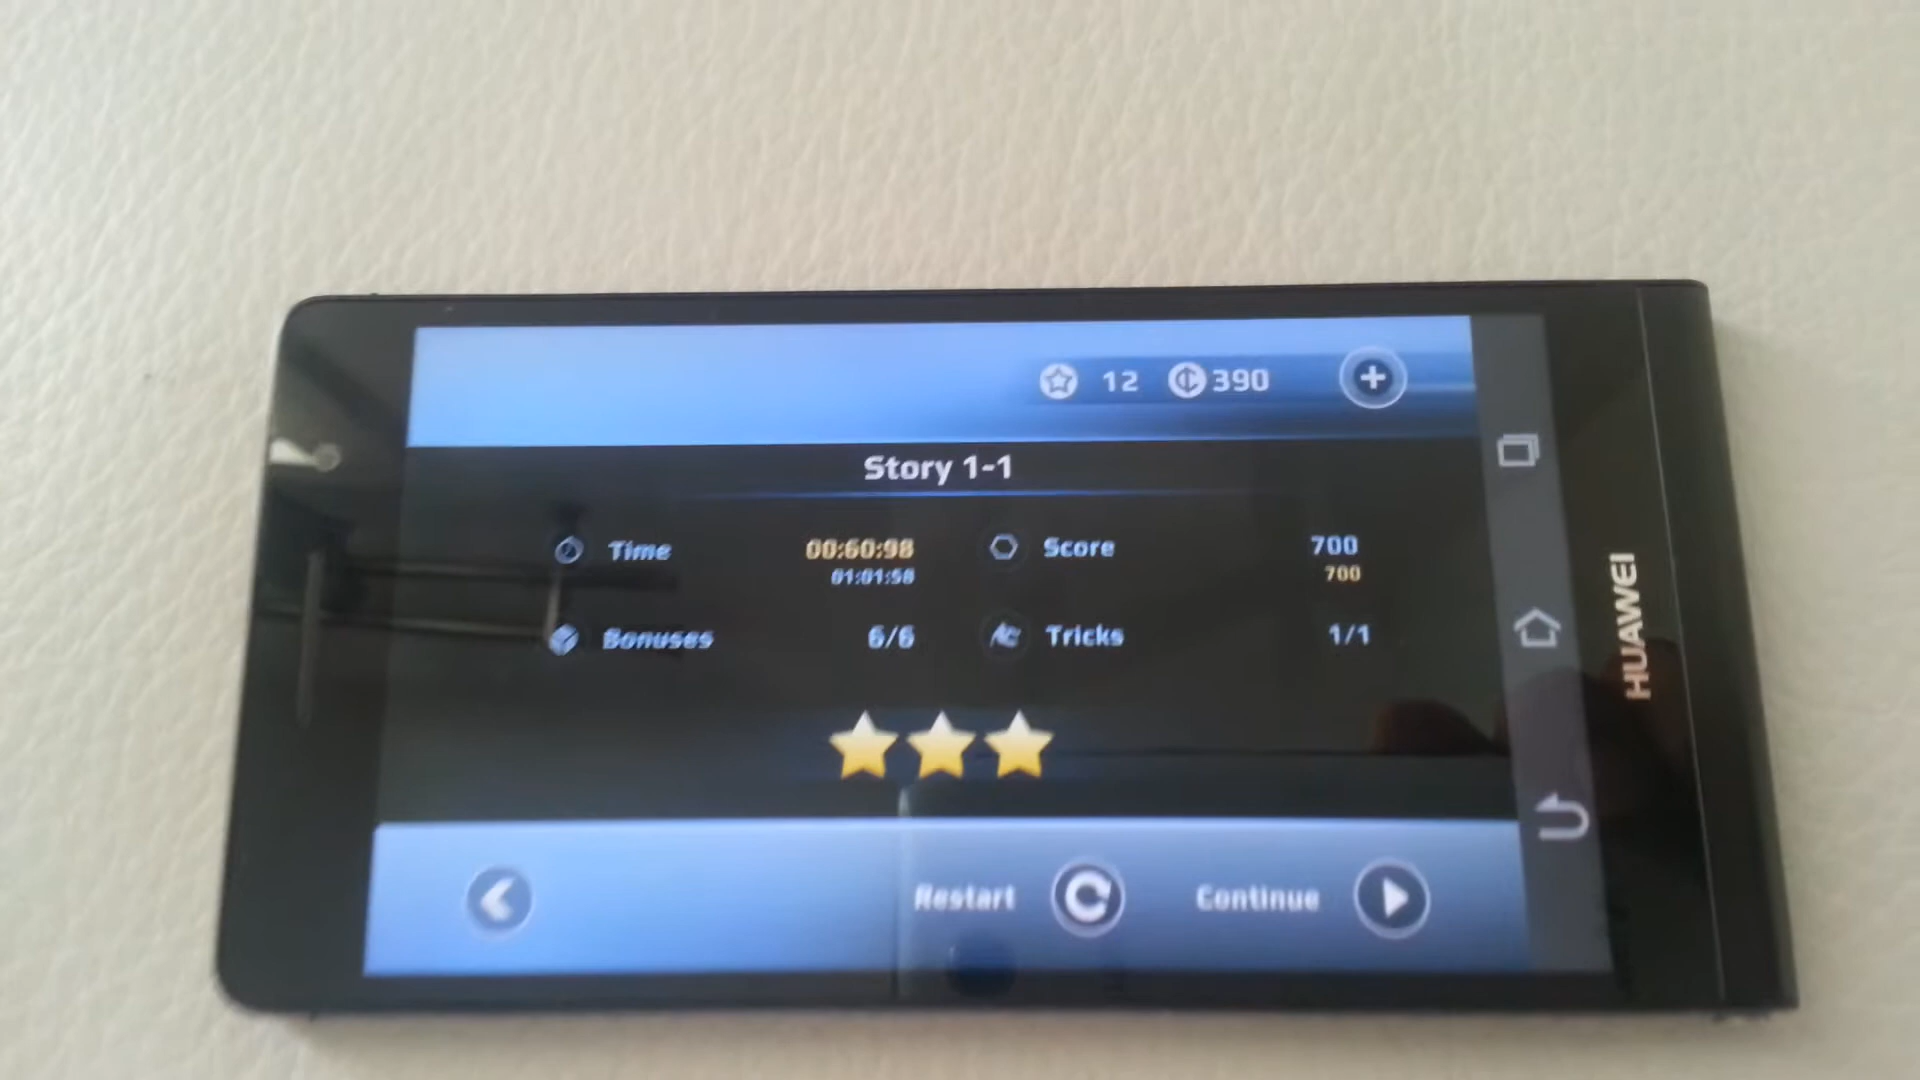 12 390
Story 1-1
Time 00:60:98 Score 700
01:01:58 700
Bonuses 6/6 Tricks 1/1
Restart Continue
HUAWEI